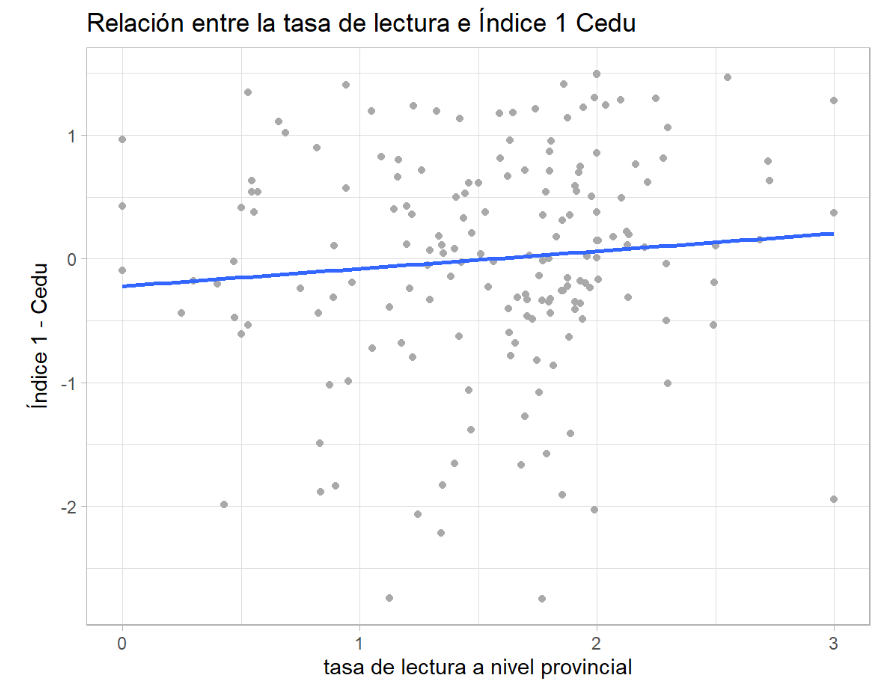 Relación entre la tasa de lectura e Índice 1 Cedu
Índice 1 - Cedu
1
0
-1
-2
0 1 2 3
tasa de lectura a nivel provincial